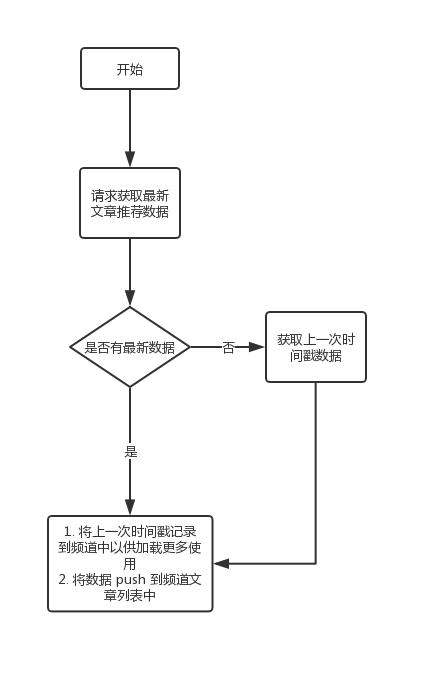 开始
请求获取最新
文章推荐数据
是否有最新数据
否
获取上一次时
间戳数据
是
1. 将上一次时间戳记录
到频道中以供加载更多使
用
2. 将数据 push 到频道文
章列表中